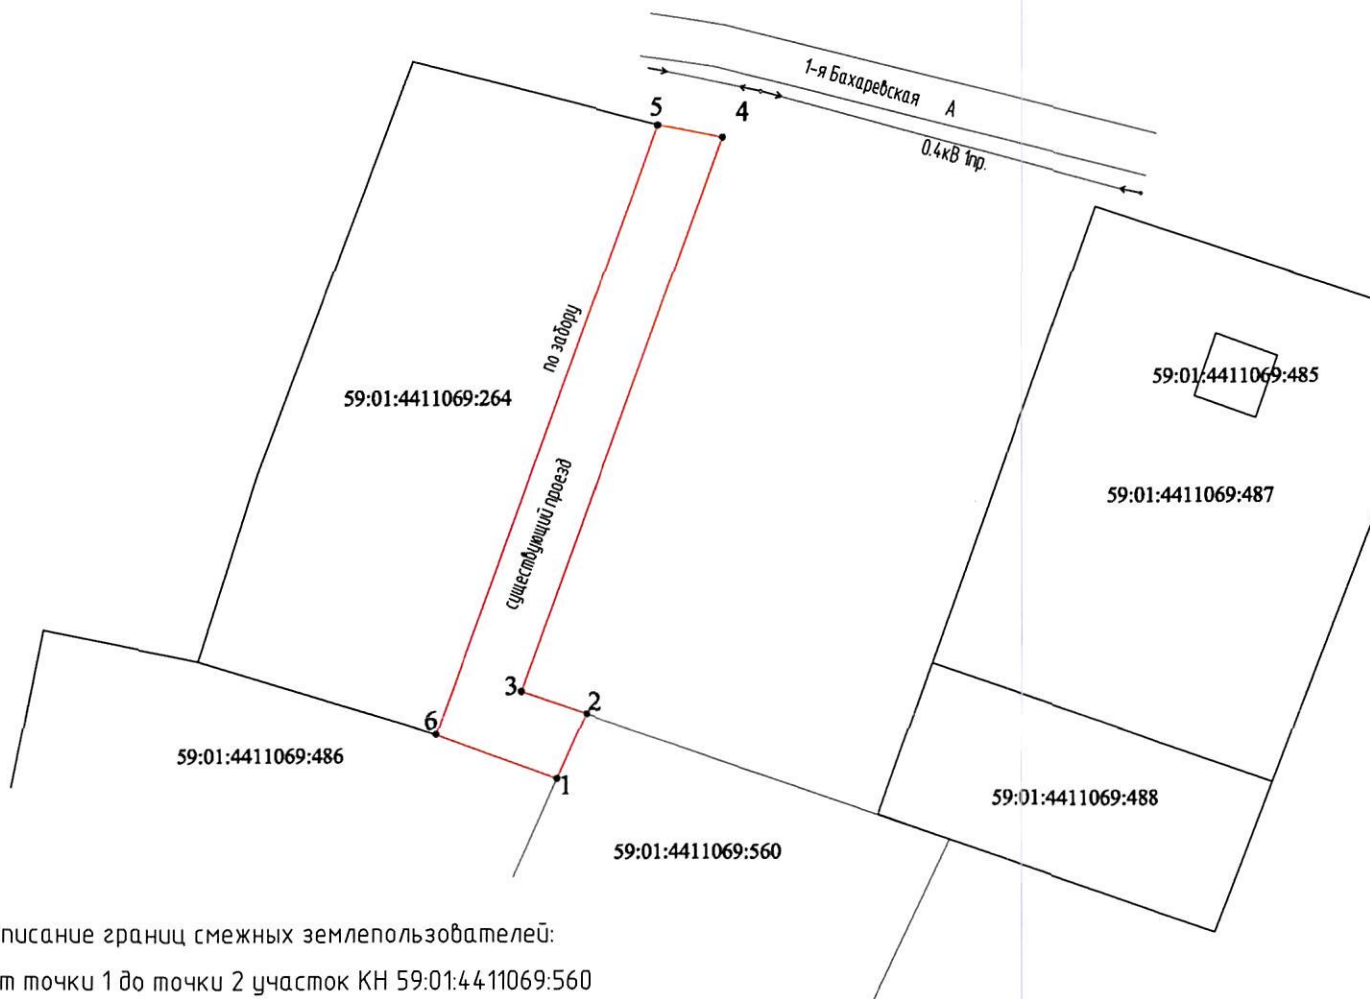 1-я Бахаревская А
0.4кВ 1пр.
5
4
по забору
59:01:4411069:264
59:01:4411069:485
существующий проезд
59:01:4411069:487
3
2
6
1
59:01:4411069:486
59:01:4411069:488
59:01:4411069:560
писание границ смежных землепользователей:
т точки 1 до точки 2 участок КН 59:01:4411069:560